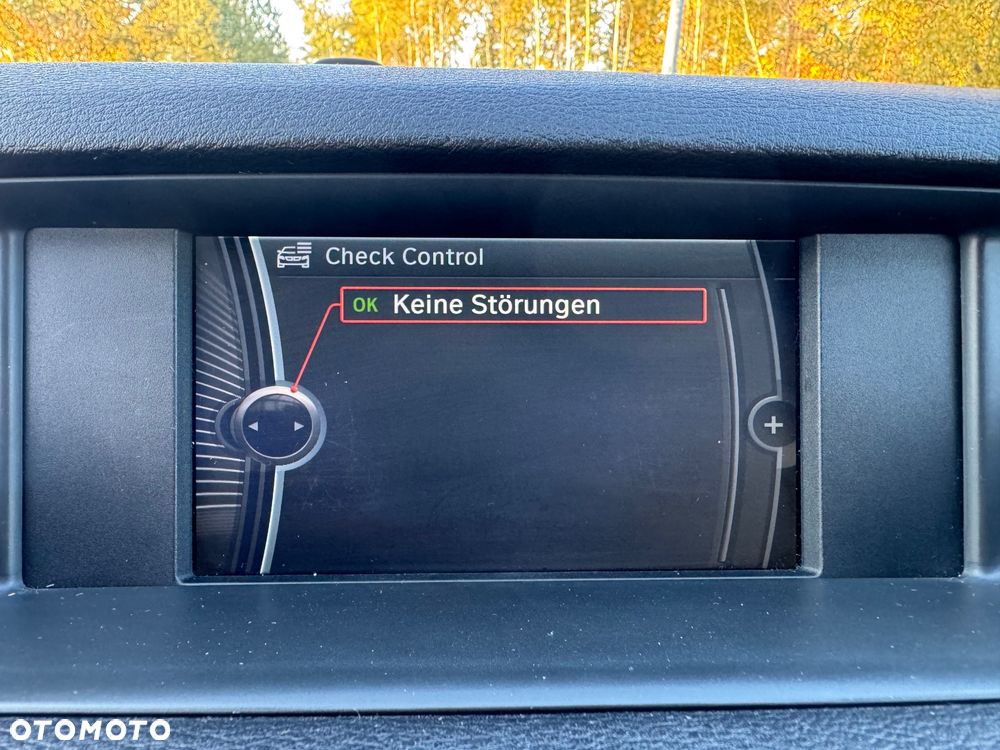 Check Control
OK Keine Störungen
+
OTOMOTO